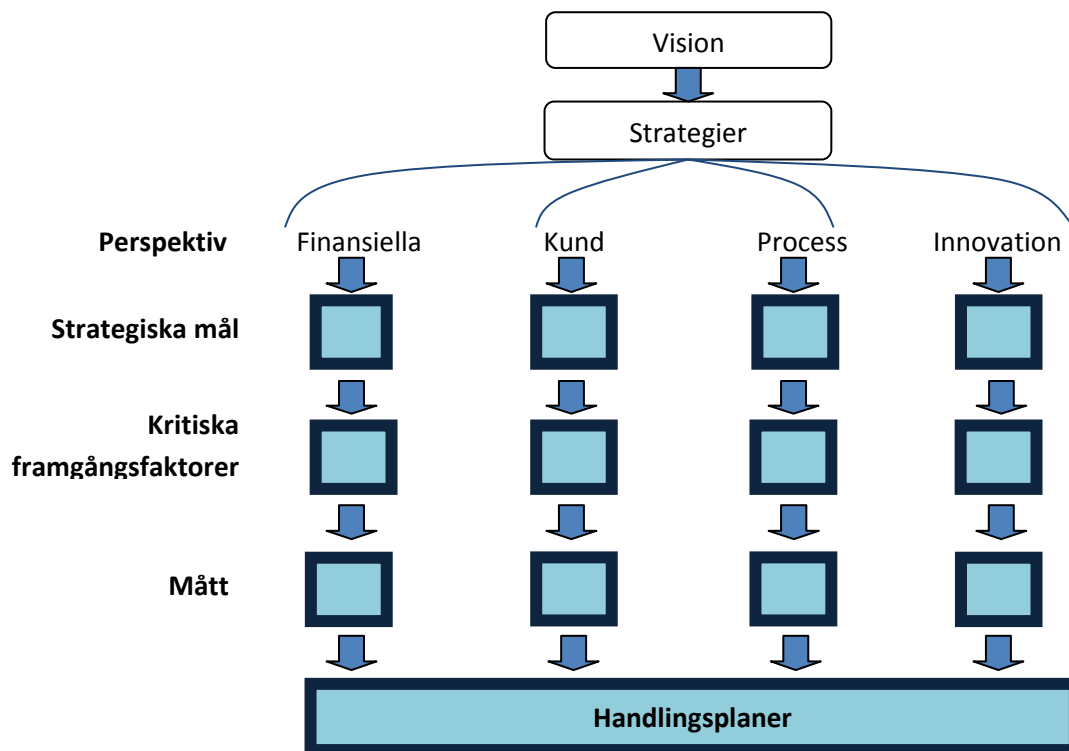 Vision
Strategier
Perspektiv Finansiella Kund Process Innovation
Strategiska mål
Kritiska
framgångsfaktorer
Mått
Handlingsplaner